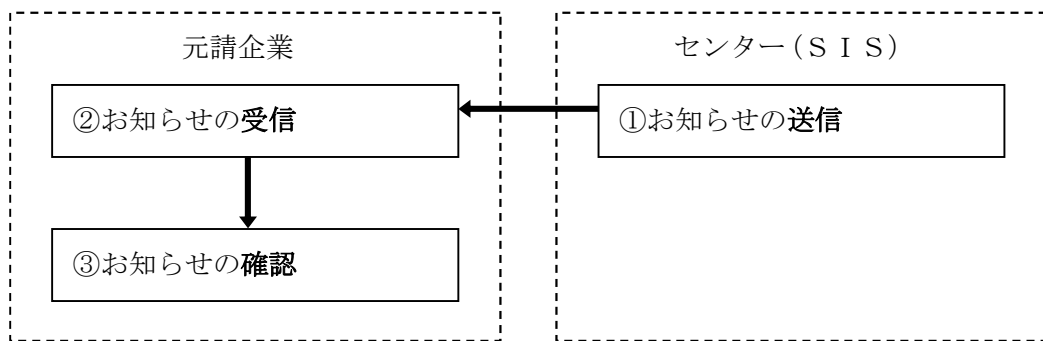 元請企業
センター(ＳＩＳ)
②お知らせの受信
①お知らせの送信
③お知らせの確認